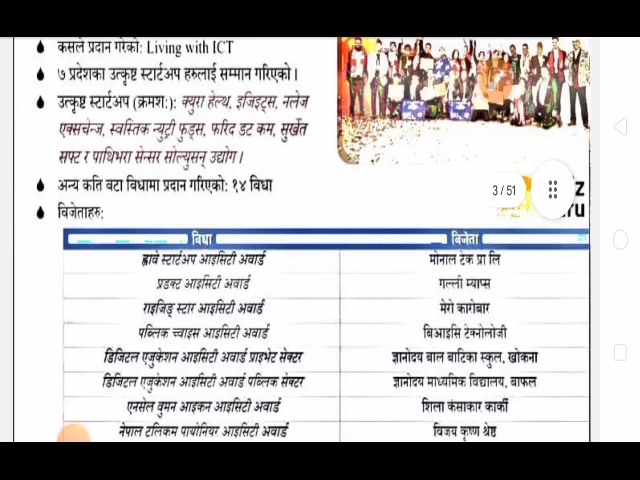 कसले प्रदान गरेको: Living with ICT
७ प्रदेशका उत्कृष्ट स्टार्टअप हरुलाई सम्मान गरिएको।
उत्कृष्ट स्टार्टअप (क्रमश:): क्युरा हेल्थ, इजिइट्स, नलेज
एक्सचेन्ज, स्वस्तिक न्युट्री फुड्स, फरिद डट कम, सुर्खेत
सफ्ट र पाथिभरा सेन्सर सोल्युसन् उद्योग।
अन्य कति वटा विधामा प्रदान गरिएको: १४ विधा
3 / 51
विजेताहरु:
विधा विजेता
ह्वावे स्टार्टअप आइसिटी अवार्ड मोनाल टेक प्रा लि
प्रडक्ट आइसिटी अवार्ड गल्ली म्याप्स
राइजिङ् स्टार आइसिटी अवार्ड मेरो कारोबार
पब्लिक च्वाइस आइसिटी अवार्ड बिआइसि टेक्नोलोजी
डिजिटल एजुकेशन आइसिटी अवार्ड प्राइभेट सेक्टर ज्ञानोदय बाल बाटिका स्कुल, खोकना
डिजिटल एजुकेशन आइसिटी अवार्ड पब्लिक सेक्टर ज्ञानोदय माध्यमिक विद्यालय, बाफल
एनसेल वुमन आइकन आइसिटी अवार्ड शिला कंसाकार कार्की
नेपाल टेलिकम पायोनियर आइसिटी अवार्ड विजय कृष्ण श्रेष्ठ